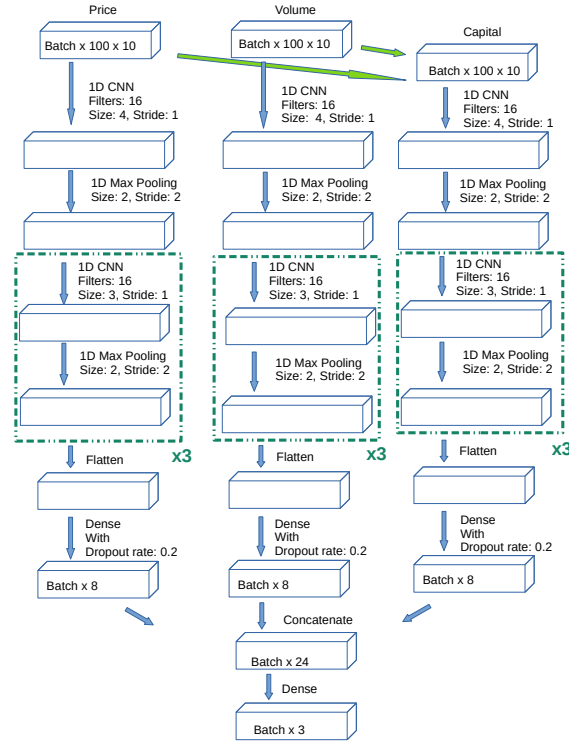 Price
Volume
Capital
Batch x 100 x 10
Batch x 100 x 10
Batch x 100 x 10
1D CNN
Filters: 16
Size: 4, Stride: 1
1D CNN
Filters: 16
Size:  4, Stride: 1
1D CNN
Filters: 16
Size: 4, Stride: 1
1D Max Pooling
Size: 2, Stride: 2
1D Max Pooling
Size: 2, Stride: 2
1D Max Pooling
Size: 2, Stride: 2
1D CNN
Filters: 16
Size: 3, Stride: 1
1D CNN
Filters: 16
Size: 3, Stride: 1
1D CNN
Filters: 16
Size: 3, Stride: 1
1D Max Pooling
Size: 2, Stride: 2
1D Max Pooling
Size: 2, Stride: 2
1D Max Pooling
Size: 2, Stride: 2
x3
x3
x3
Flatten
Flatten
Flatten
Dense
With
Dropout rate: 0.2
Dense
With
Dropout rate: 0.2
Dense
With
Dropout rate: 0.2
Batch x 8
Batch x 8
Batch x 8
Concatenate
Batch x 24
Dense
Batch x 3